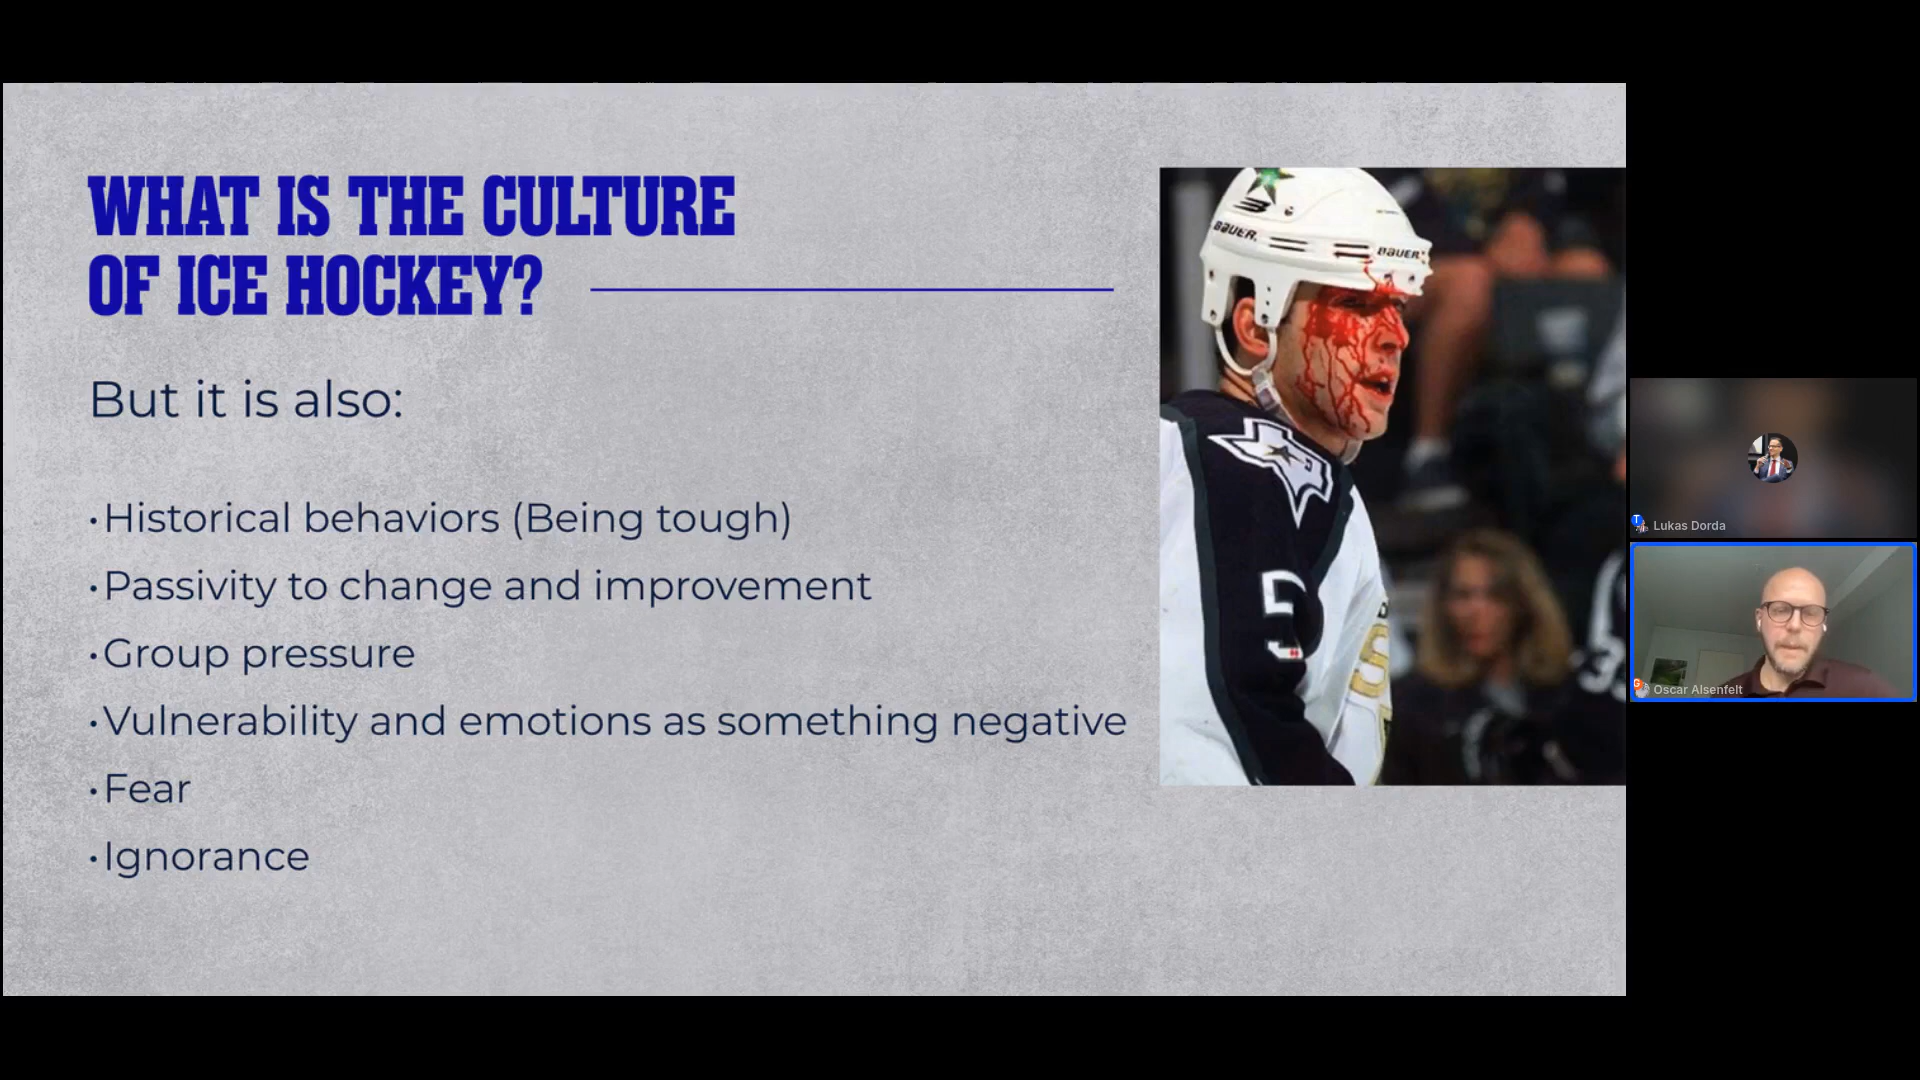 WHAT IS THE CULTURE
OF ICE HOCKEY?
But it is also:
•Historical behaviors (Being tough)
•Passivity to change and improvement
•Group pressure
•Vulnerability and emotions as something negative
•Fear
•Ignorance
BAUER
BAUER
5
Lukas Dorda
Oscar Alsenfelt